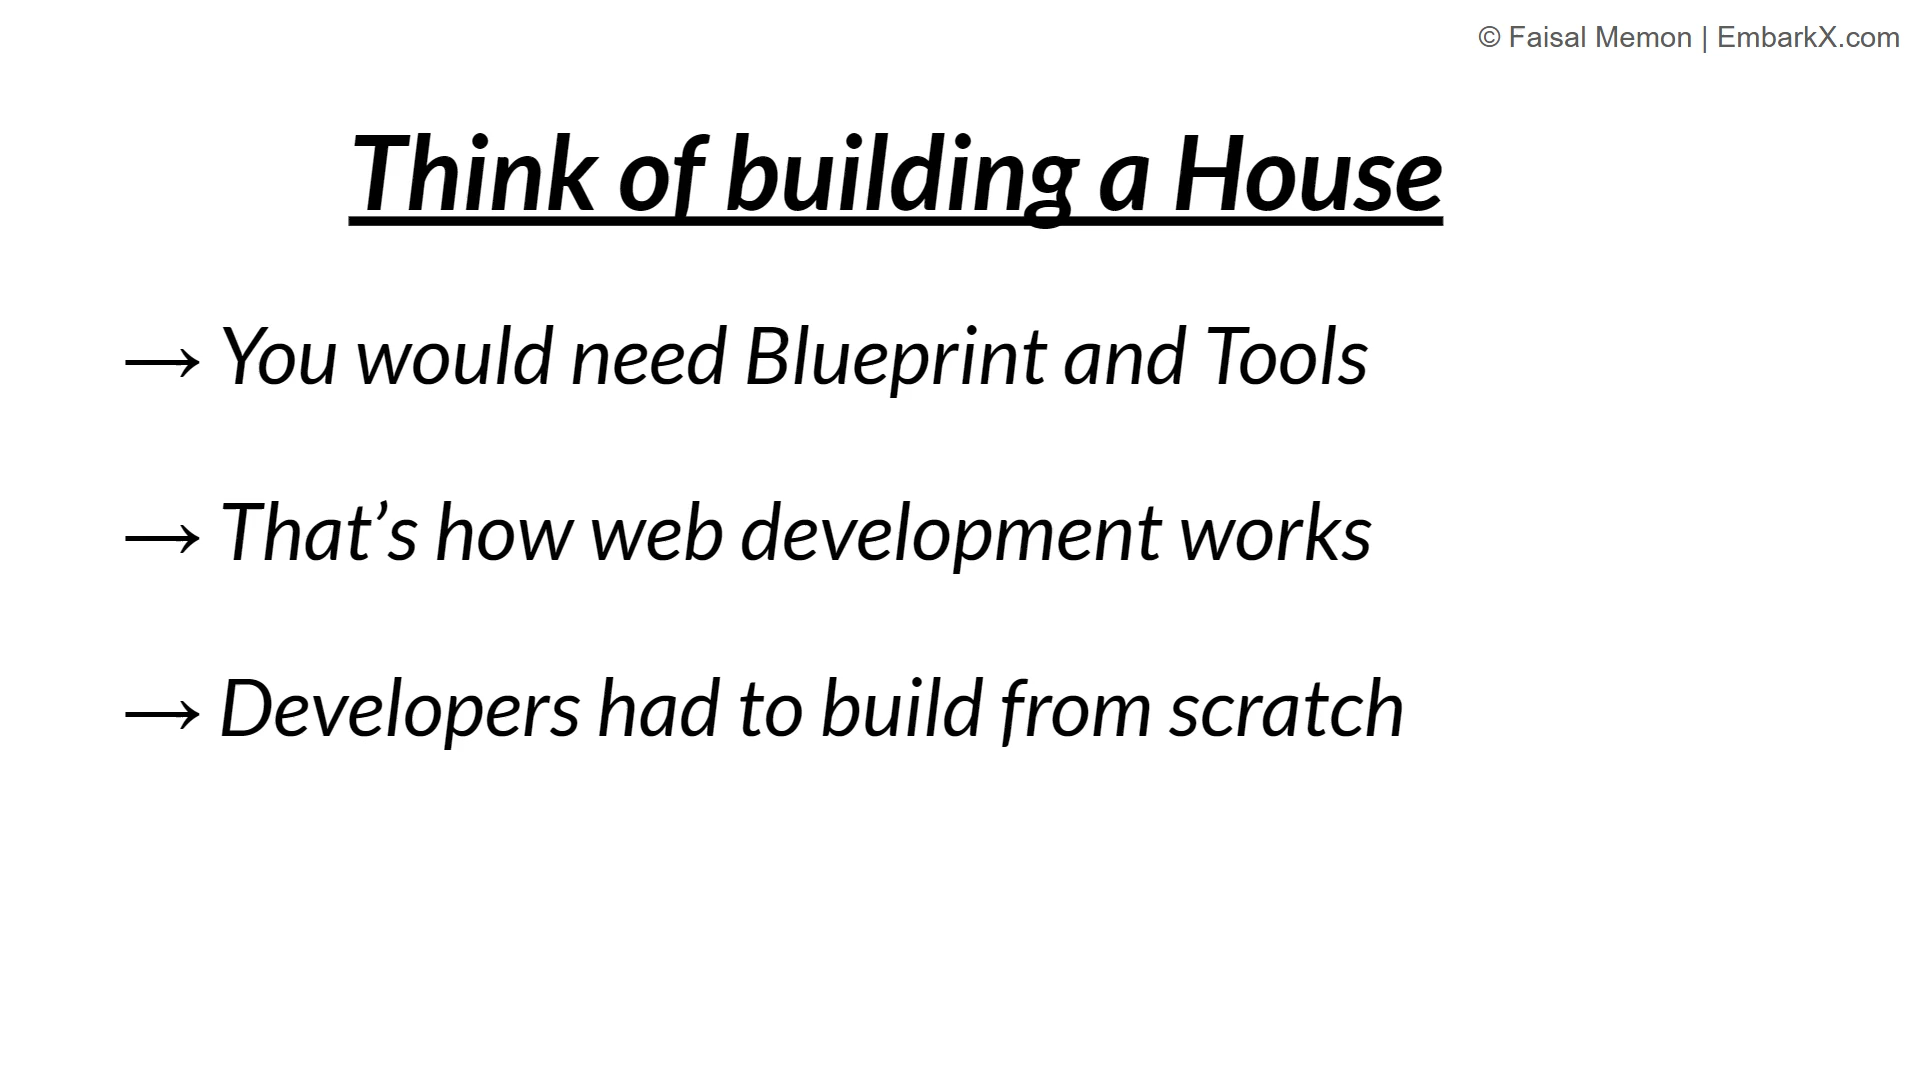 © Faisal Memon | EmbarkX.com
Think of building a House
→ You would need Blueprint and Tools
→ That’s how web development works
→ Developers had to build from scratch